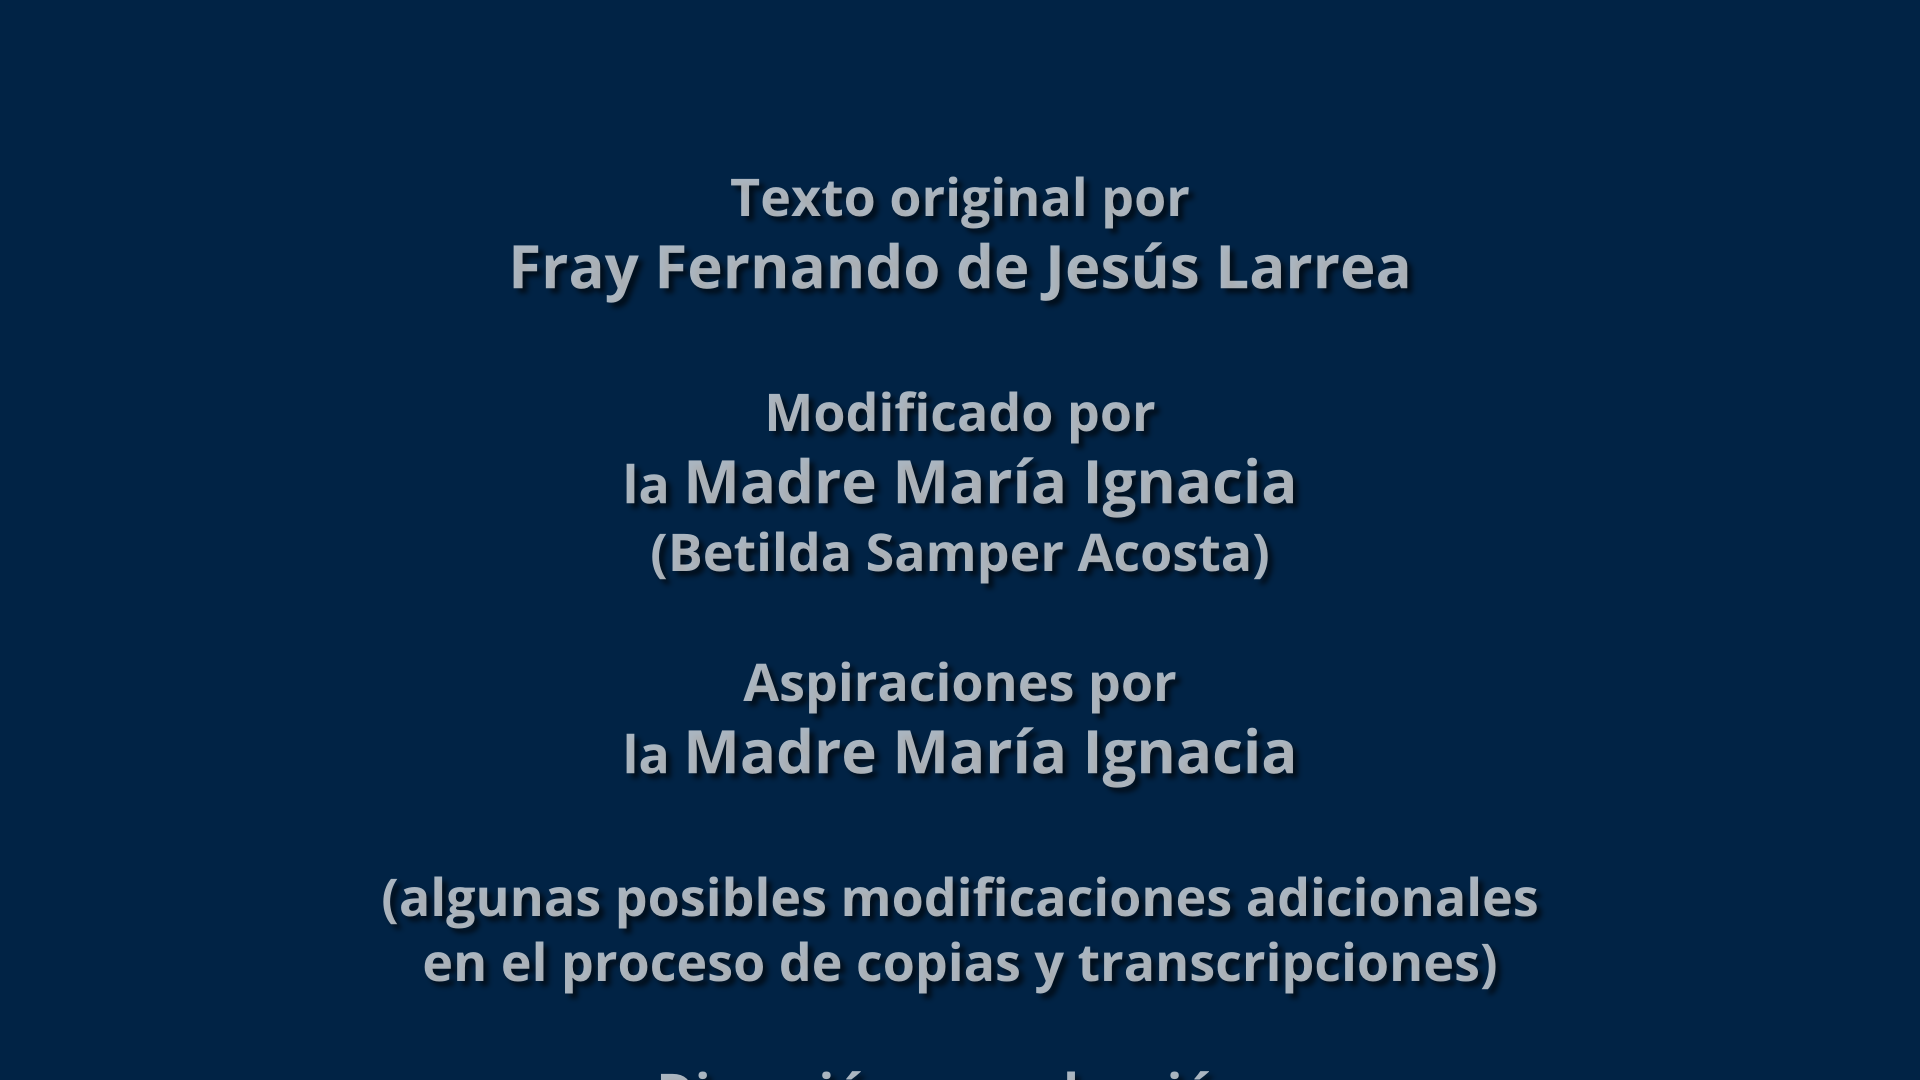 Texto original por
Fray Fernando de Jesús Larrea
Modificado por
la Madre María Ignacia
(Betilda Samper Acosta)
Aspiraciones por
la Madre María Ignacia
(algunas posibles modificaciones adicionales
en el proceso de copias y transcripciones)